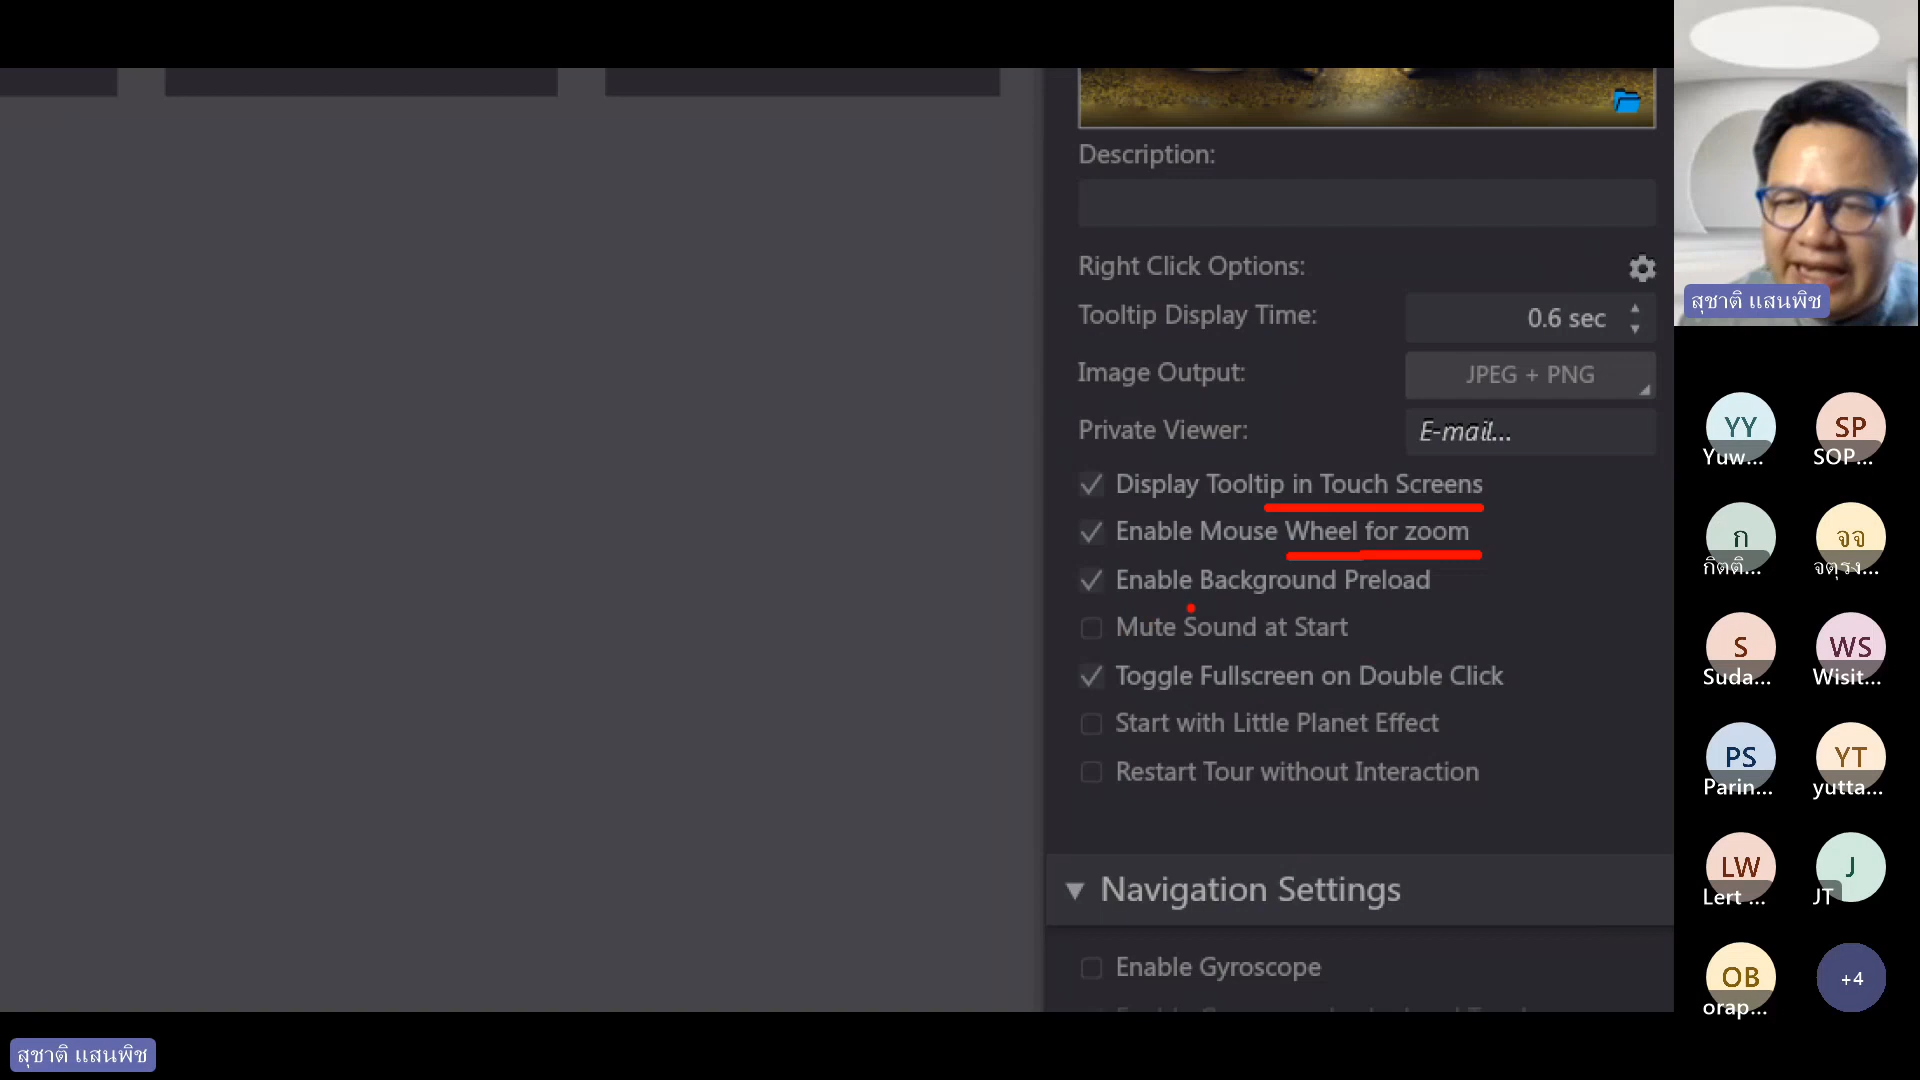 Description:
Right Click Options:
Tooltip Display Time:
0.6 sec
Image Output:
JPEG + PNG
Private Viewer:
E-mail...
Display Tooltip in Touch Screens
Enable Mouse Wheel for zoom
Enable Background Preload
Mute Sound at Start
Toggle Fullscreen on Double Click
Start with Little Planet Effect
Restart Tour without Interaction
Navigation Settings
Enable Gyroscope
สุชาติ แสนพิช
YY
Yuw...
SP
SOP...
ก
กิตติ...
จจ
จตุรง...
S
Suda...
WS
Wisit...
PS
Parin...
YT
yutta...
LW
Lert ...
J
JT
OB
orap...
+4
สุชาติ แสนพิช